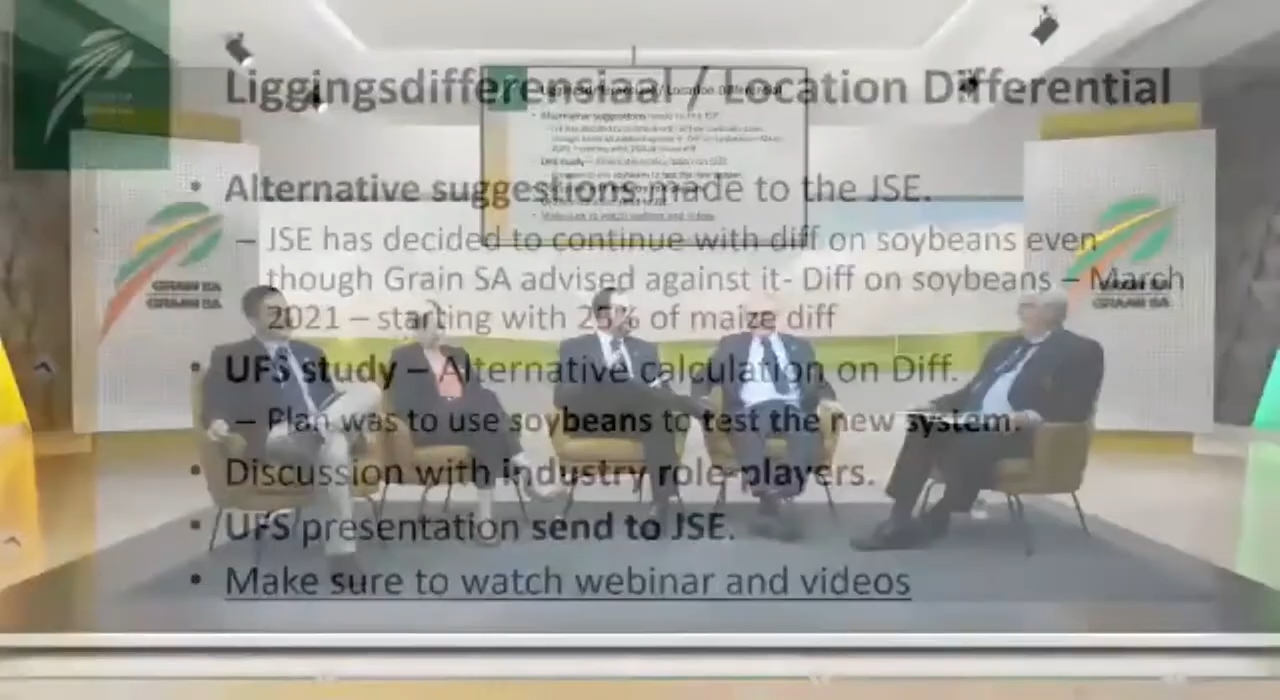 Liggingsdifferensiaal / Location Differential
• Alternative suggestions made to the JSE.
– JSE has decided to continue with diff on soybeans even
though Grain SA advised against it- Diff on soybeans – March
2021 – starting with 25% of maize diff
• UFS study – Alternative calculation on Diff.
– Plan was to use soybeans to test the new system.
• Discussion with industry role-players.
• UFS presentation send to JSE.
• Make sure to watch webinar and videos
GRAAN SA
GRAIN SA